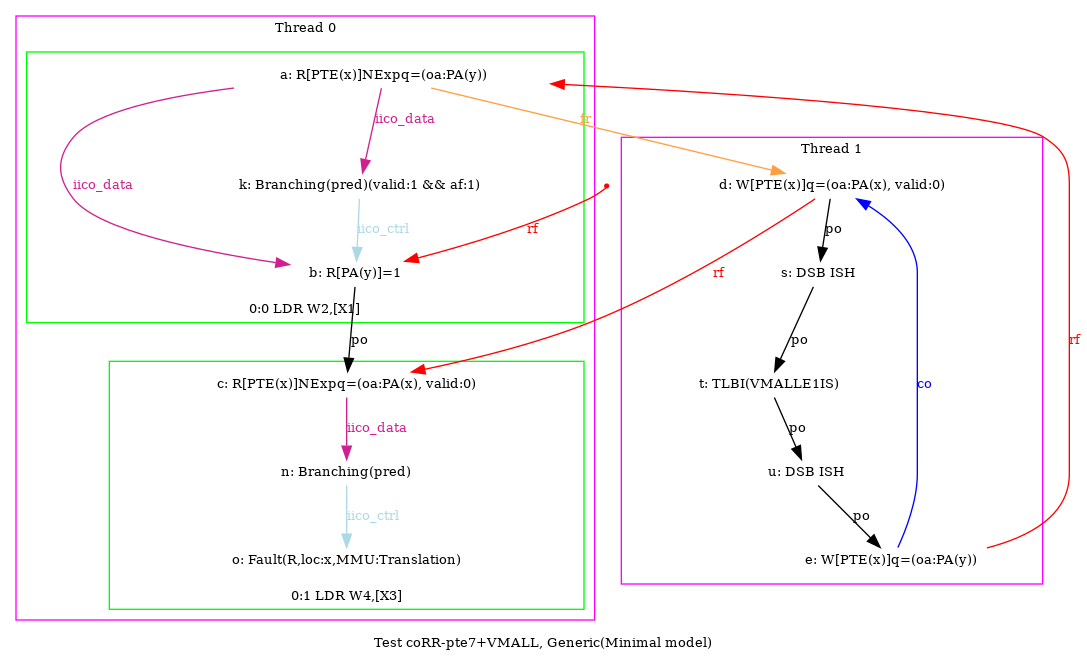 Thread 0
a: R[PTE(x)]NExpq=(oa:PA(y))
iico_data
fr
Thread 1
iico_data
k: Branching(pred)(valid:1 && af:1)
d: W[PTE(x)]q=(oa:PA(x), valid:0)
iico_ctrl
rf
po
b: R[PA(y)]=1
rf
s: DSB ISH
0:0 LDR W2,[X1]
po
po
rf
c: R[PTE(x)]NExpq=(oa:PA(x), valid:0)
t: TLBI(VMALLE1IS)
co
iico_data
po
n: Branching(pred)
u: DSB ISH
iico_ctrl
po
o: Fault(R,loc:x,MMU:Translation)
e: W[PTE(x)]q=(oa:PA(y))
0:1 LDR W4,[X3]
Test coRR-pte7+VMALL, Generic(Minimal model)